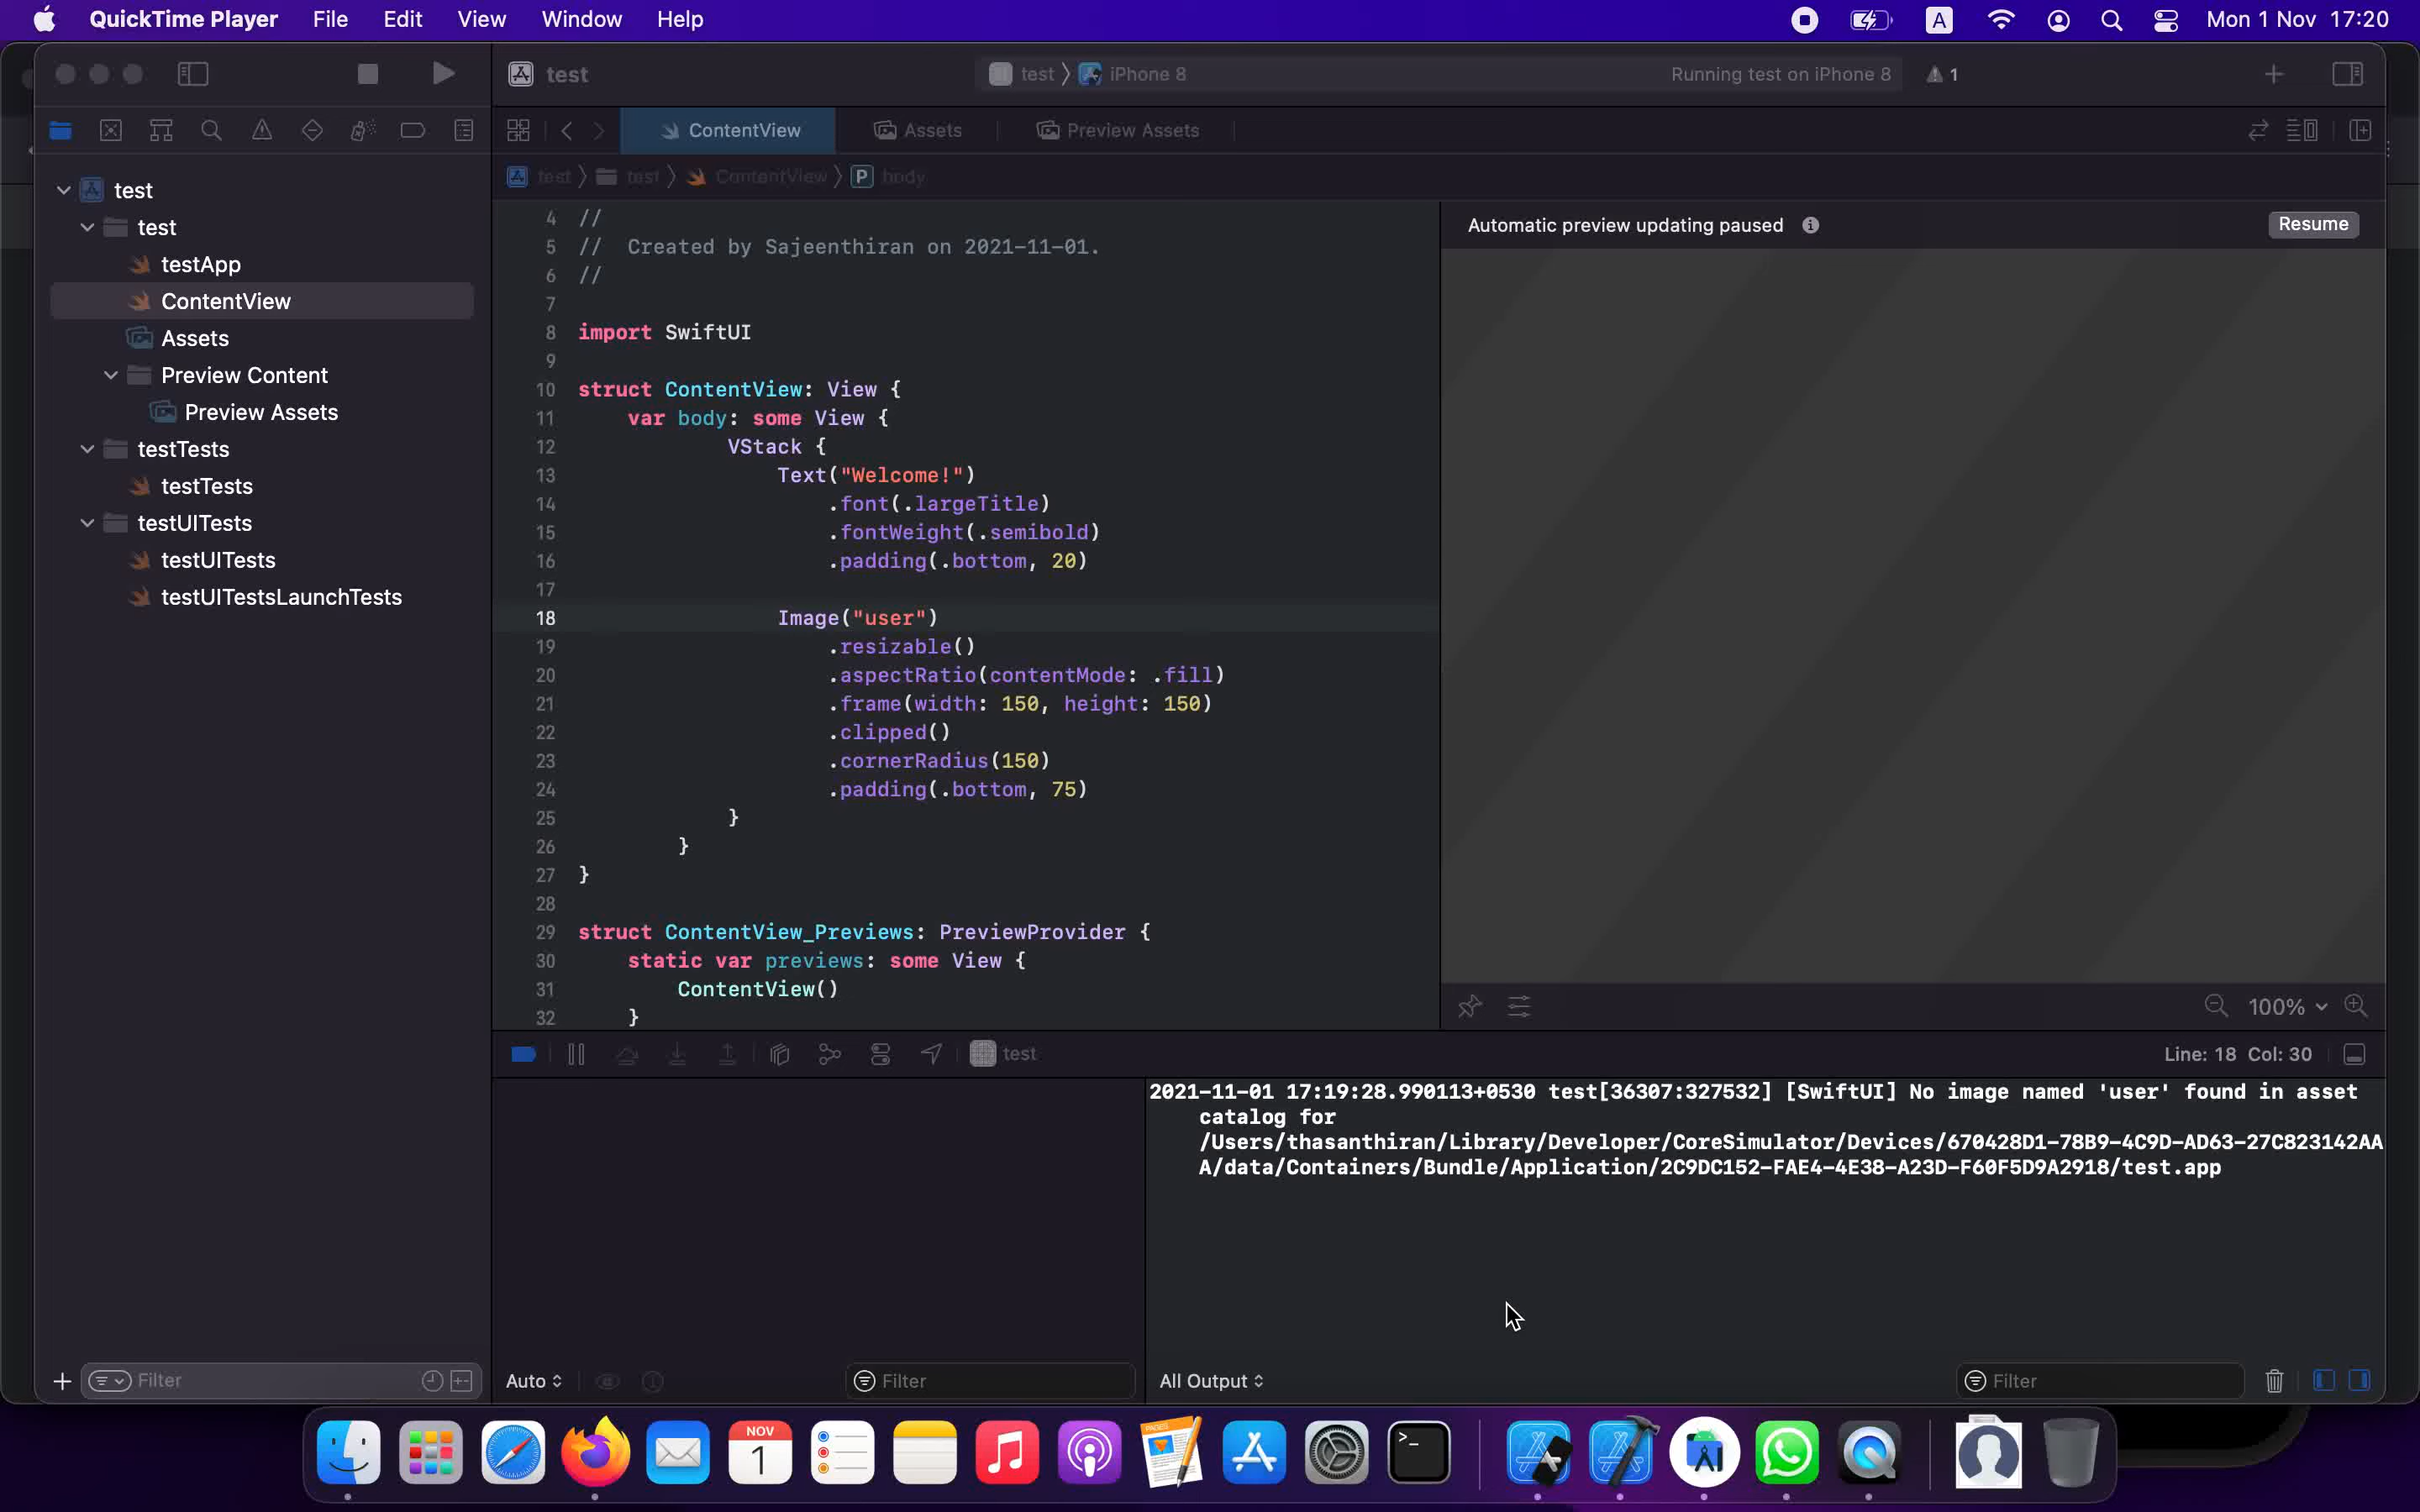 QuickTime Player File Edit View Window Help A Mon 1 Nov 17:20
test
test iPhone 8 Running test on iPhone 8 1
ContentView Assets Preview Assets
test test ContentView P body
test
test
testApp
ContentView
Assets
Preview Content
Preview Assets
testTests
testTests
testUITests
testUITests
testUITestsLaunchTests
4 //
5 // Created by Sajeenthiran on 2021-11-01.
6 //
7
8 import SwiftUI
9
10 struct ContentView: View {
11 var body: some View {
12 VStack {
13 Text("Welcome!")
14 .font(.largeTitle)
15 .fontWeight(.semibold)
16 .padding(.bottom, 20)
17
18 Image("user")
19 .resizable()
20 .aspectRatio(contentMode: .fill)
21 .frame(width: 150, height: 150)
22 .clipped()
23 .cornerRadius(150)
24 .padding(.bottom, 75)
25 }
26 }
27 }
28
29 struct ContentView_Previews: PreviewProvider {
30 static var previews: some View {
31 ContentView()
32 }
Automatic preview updating paused Resume
100%
test Line: 18 Col: 30
2021-11-01 17:19:28.990113+0530 test[36307:327532] [SwiftUI] No image named 'user' found in asset
catalog for
/Users/thasanthiran/Library/Developer/CoreSimulator/Devices/670428D1-78B9-4C9D-AD63-27C823142AA
A/data/Containers/Bundle/Application/2C9DC152-FAE4-4E38-A23D-F60F5D9A2918/test.app
Filter Auto Filter All Output Filter
NOV
1
PAGES